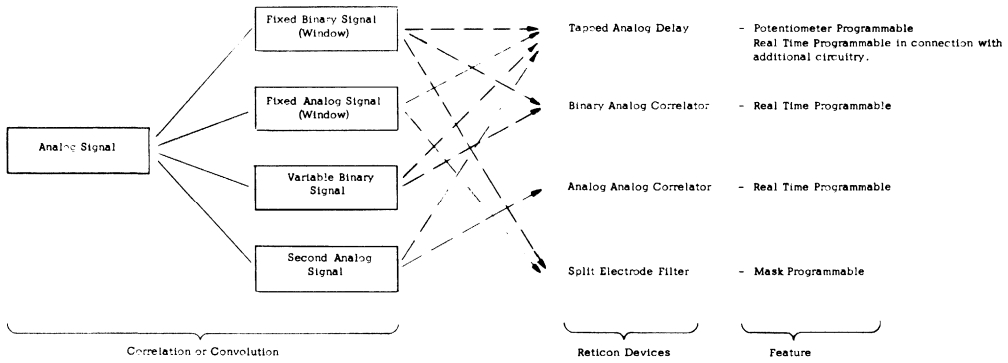 Fixed Binary Signal
(Window)
Tapped Analog Delay
- Potentiometer Programmable
Real Time Programmable in connection with
additional circuitry.
Fixed Analog Signal
(Window)
Binary Analog Correlator
- Real Time Programmable
Analog Signal
Variable Binary
Signal
Analog Analog Correlator
- Real Time Programmable
Second Analog
Signal
Split Electrode Filter
- Mask Programmable
Correlation or Convolution
Reticon Devices
Feature